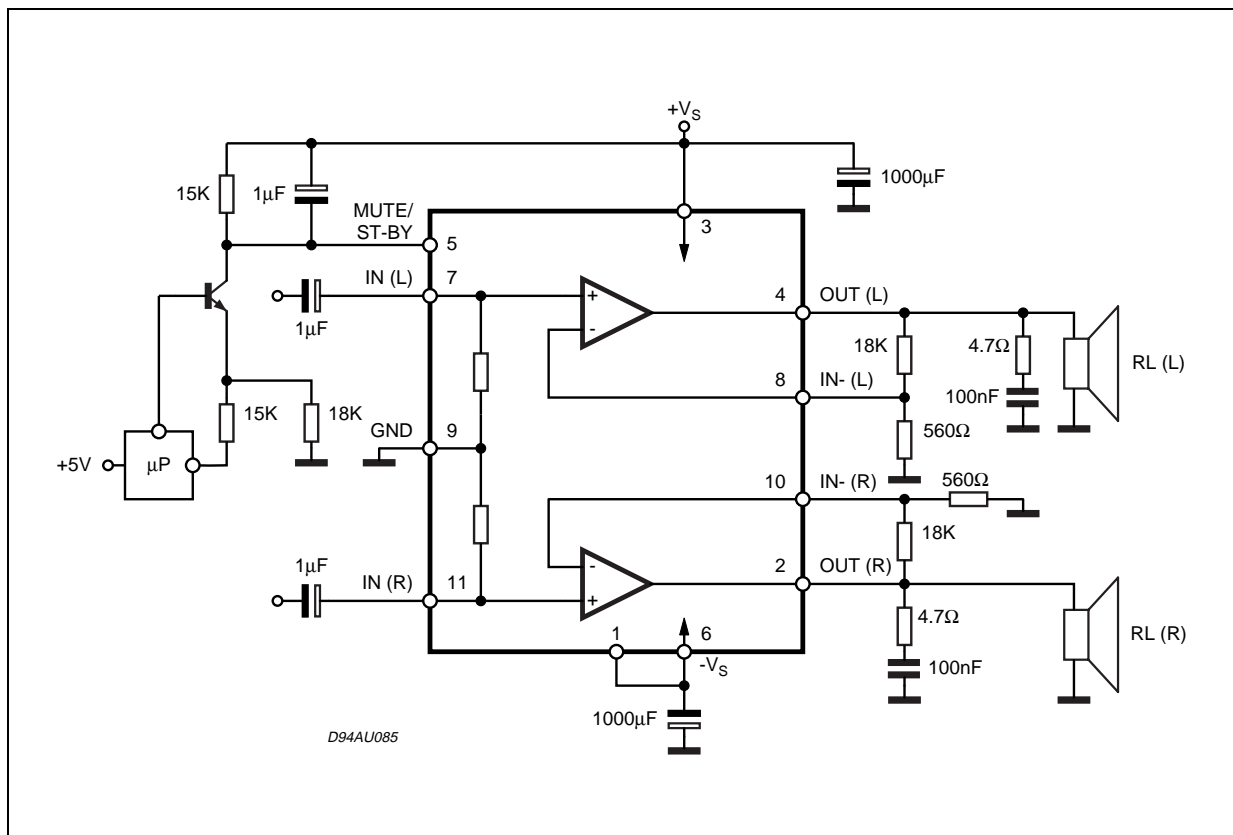 +VS
1000μF
15K
1μF
MUTE/
ST-BY
5
3
IN (L)
7
1μF
4
OUT (L)
18K
4.7Ω
RL (L)
8
IN- (L)
100nF
15K
18K
GND
9
560Ω
+5V
μP
10
IN- (R)
560Ω
18K
1μF
IN (R)
11
2
OUT (R)
4.7Ω
RL (R)
1
6
-VS
100nF
1000μF
D94AU085
+
-
-
+